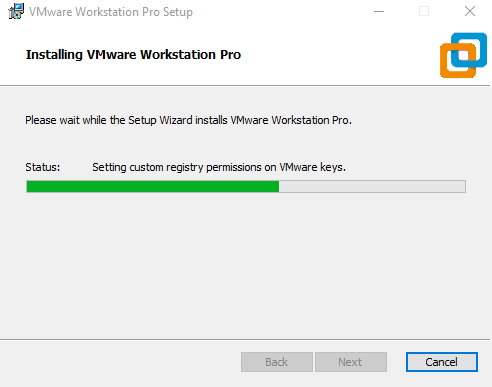 VMware Workstation Pro Setup
Installing VMware Workstation Pro
Please wait while the Setup Wizard installs VMware Workstation Pro.
Status: Setting custom registry permissions on VMware keys.
Back Next Cancel